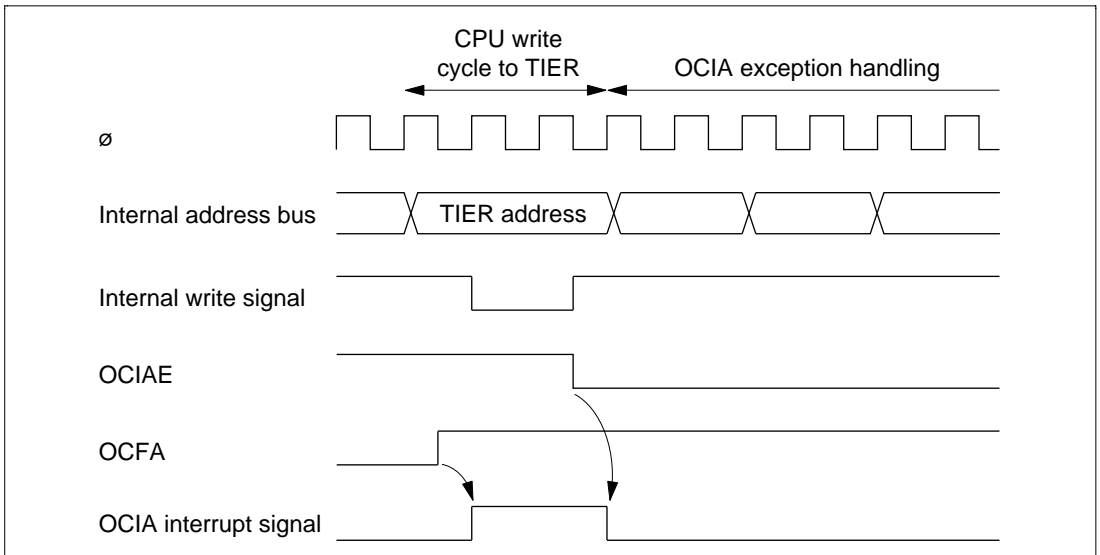 CPU write
cycle to TIER
OCIA exception handling
ø
Internal address bus
TIER address
Internal write signal
OCIAE
OCFA
OCIA interrupt signal